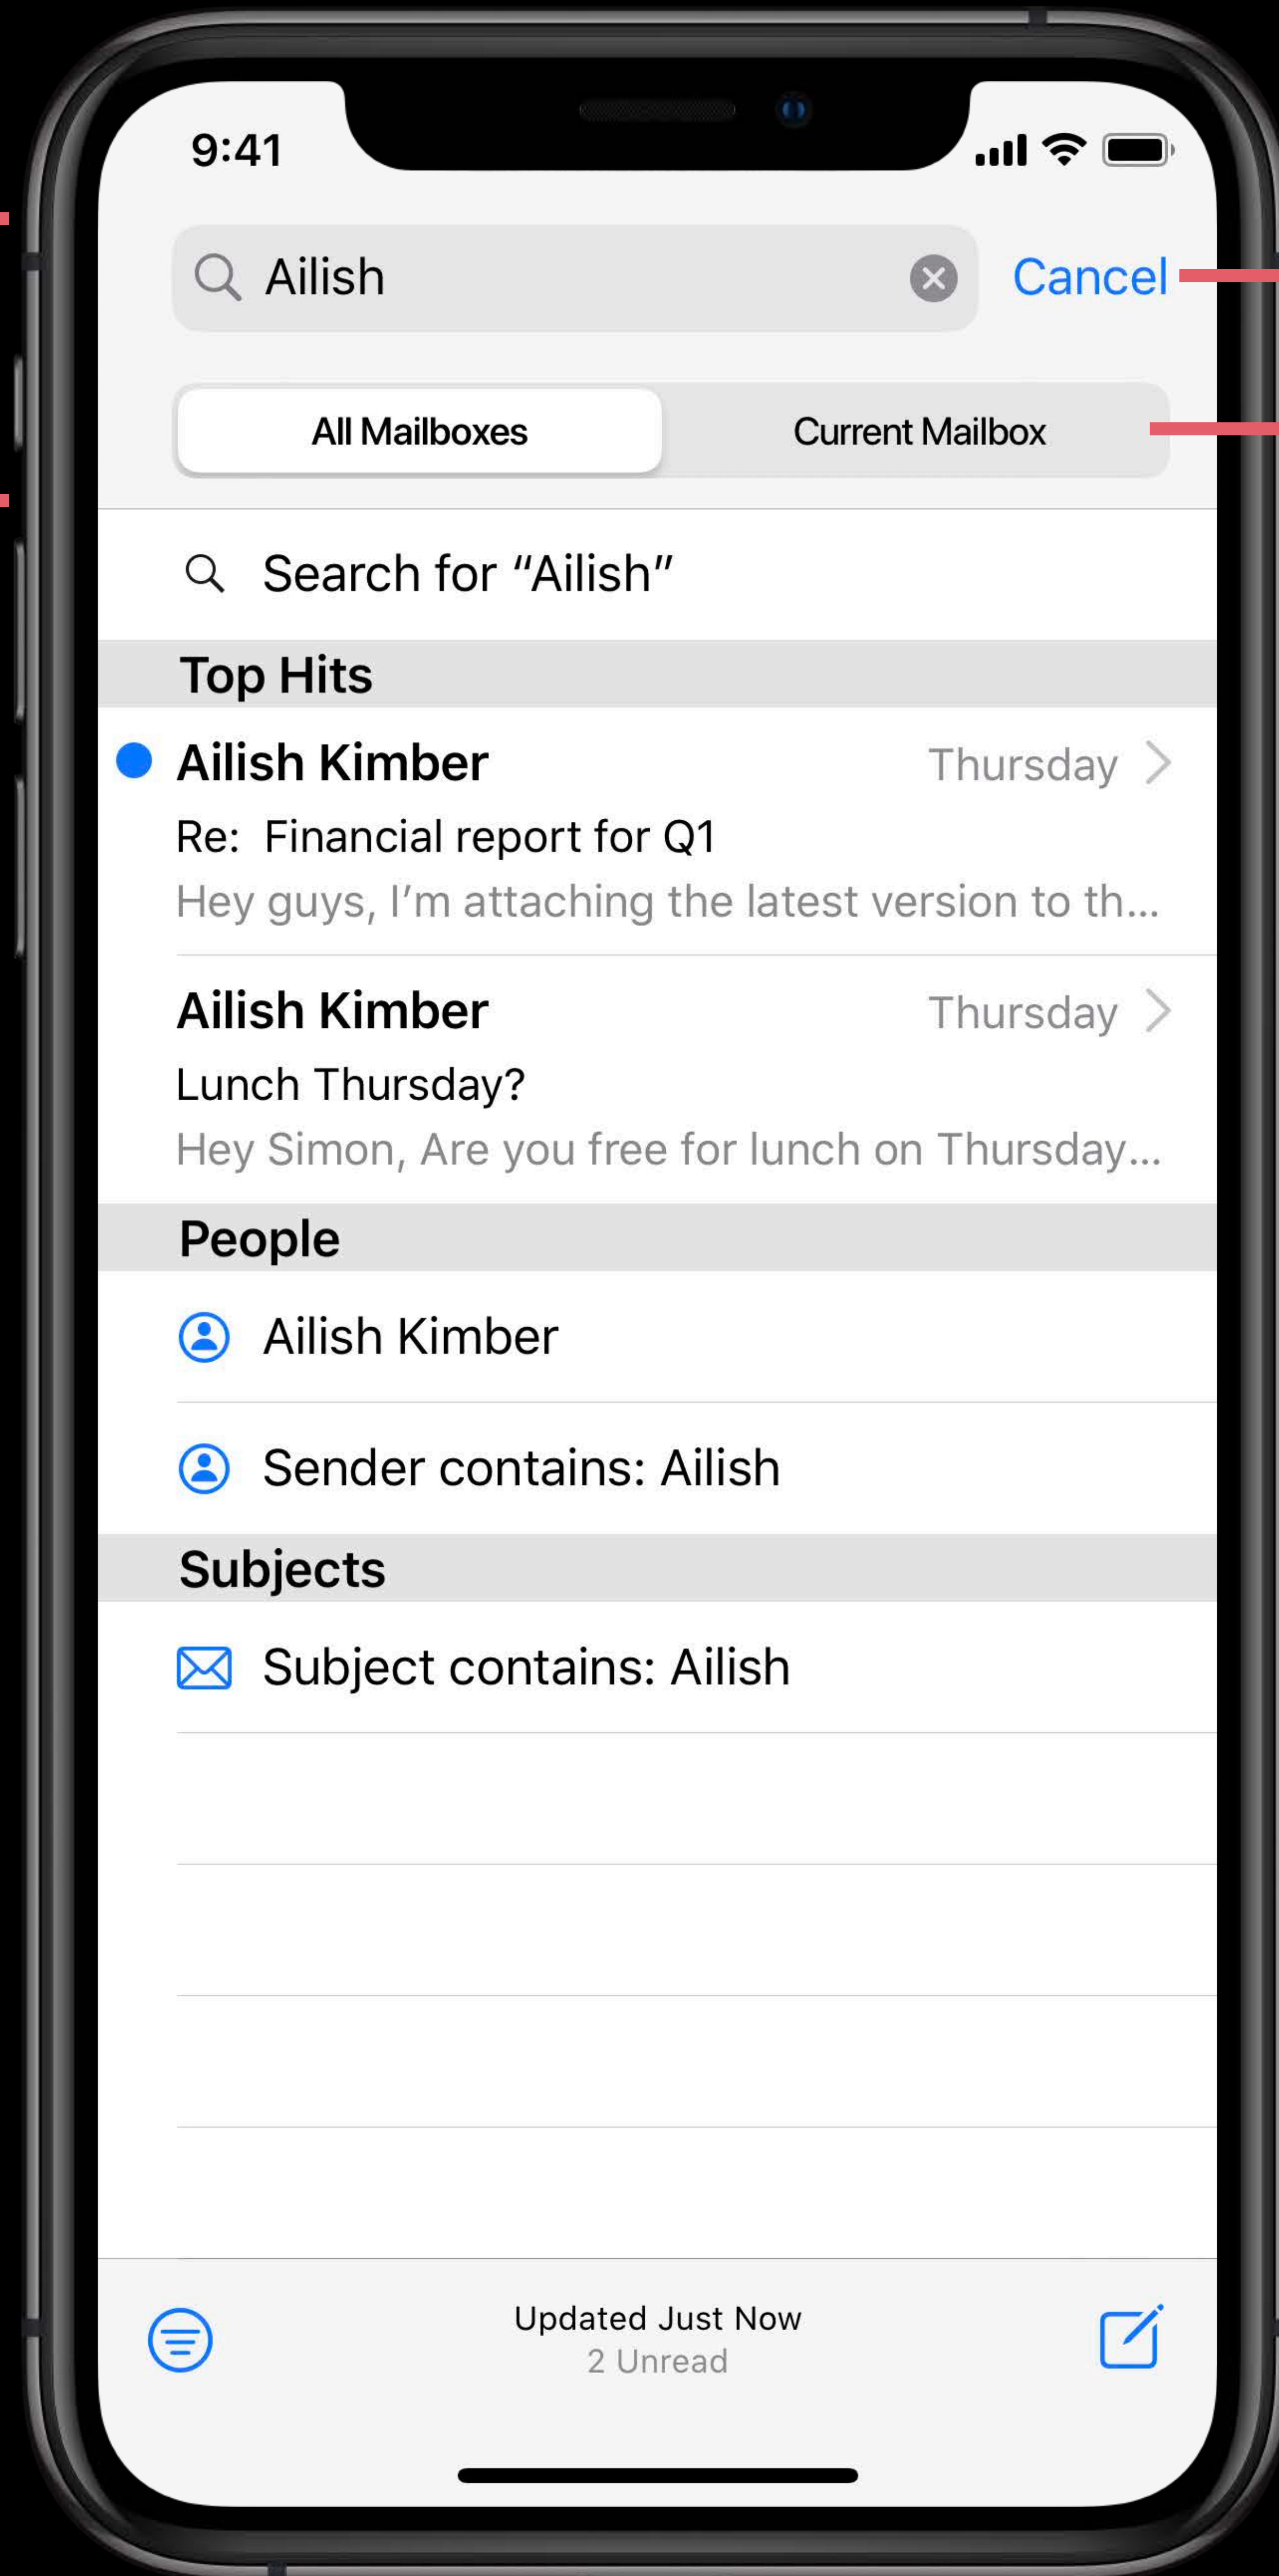 9:41
Ailish
Cancel
All Mailboxes
Current Mailbox
Search for “Ailish”
Top Hits
Ailish Kimber
Thursday
Re: Financial report for Q1
Hey guys, I’m attaching the latest version to th...
Ailish Kimber
Thursday
Lunch Thursday?
Hey Simon, Are you free for lunch on Thursday...
People
Ailish Kimber
Sender contains: Ailish
Subjects
Subject contains: Ailish
Updated Just Now
2 Unread